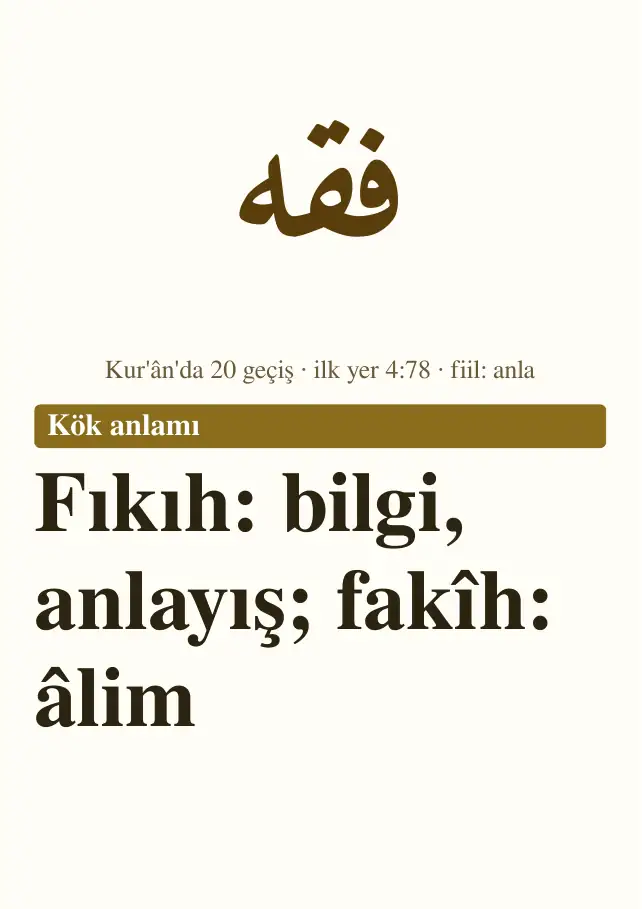 فقه
Kur'ân'da 20 geçiş · ilk yer 4:78 · fiil: anla
Kök anlamı
Fıkıh: bilgi,
anlayış; fakîh:
âlim